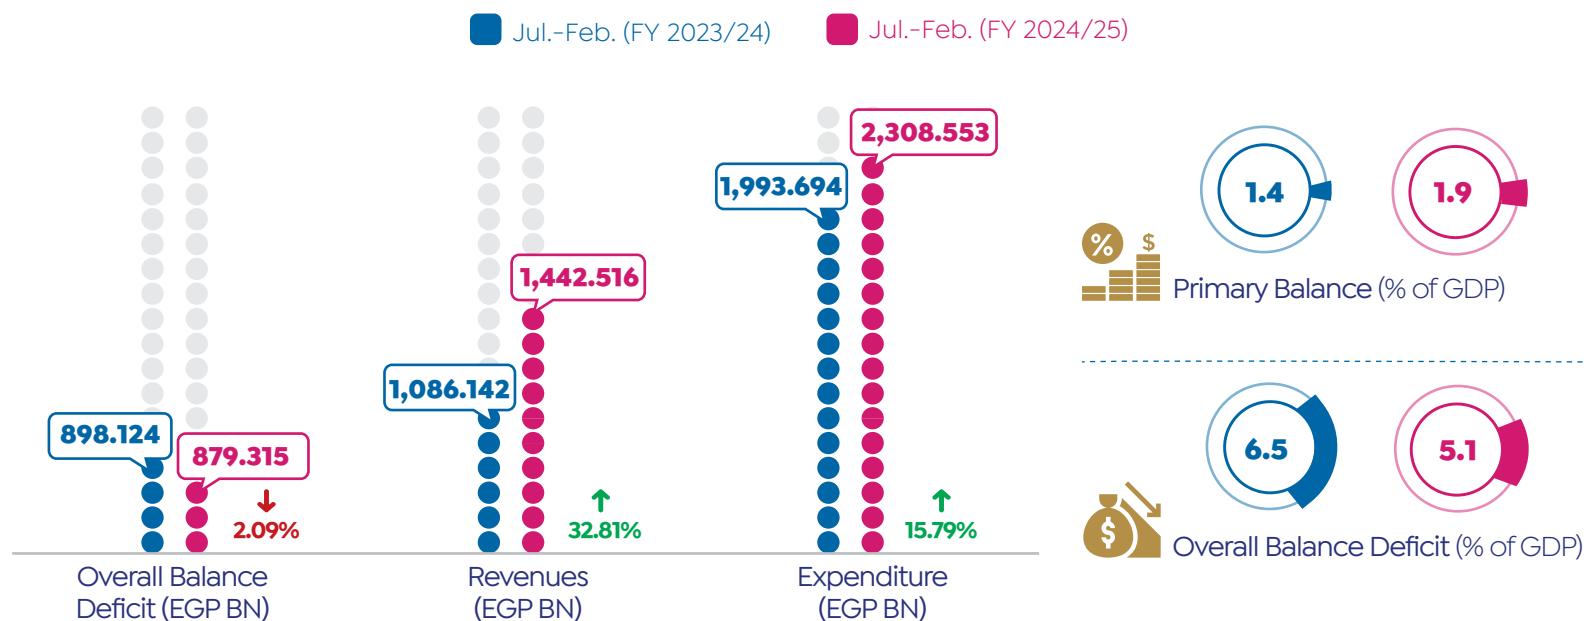 Jul.-Feb. (FY 2023/24)
Jul.-Feb. (FY 2024/25)
898.124
879.315
2.09%
Overall Balance
Deficit (EGP BN)
1,086.142
1,442.516
32.81%
Revenues
(EGP BN)
1,993.694
2,308.553
15.79%
Expenditure
(EGP BN)
1.4
1.9
% $
Primary Balance (% of GDP)
6.5
5.1
$
Overall Balance Deficit (% of GDP)